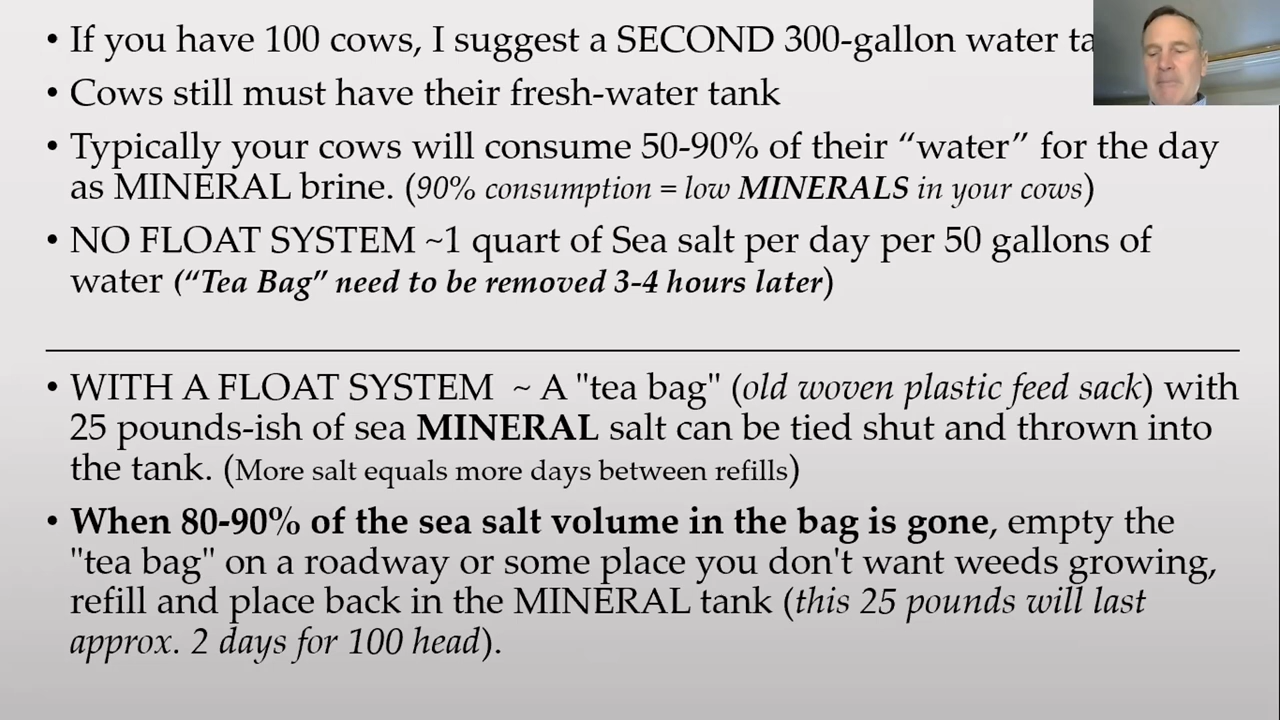 • If you have 100 cows, I suggest a SECOND 300-gallon water
• Cows still must have their fresh-water tank
• Typically your cows will consume 50-90% of their “water” for the day
as MINERAL brine. (90% consumption = low MINERALS in your cows)
• NO FLOAT SYSTEM ~1 quart of Sea salt per day per 50 gallons of
water (“Tea Bag” need to be removed 3-4 hours later)
• WITH A FLOAT SYSTEM ~ A "tea bag" (old woven plastic feed sack) with
25 pounds-ish of sea MINERAL salt can be tied shut and thrown into
the tank. (More salt equals more days between refills)
• When 80-90% of the sea salt volume in the bag is gone, empty the
"tea bag" on a roadway or some place you don't want weeds growing,
refill and place back in the MINERAL tank (this 25 pounds will last
approx. 2 days for 100 head).